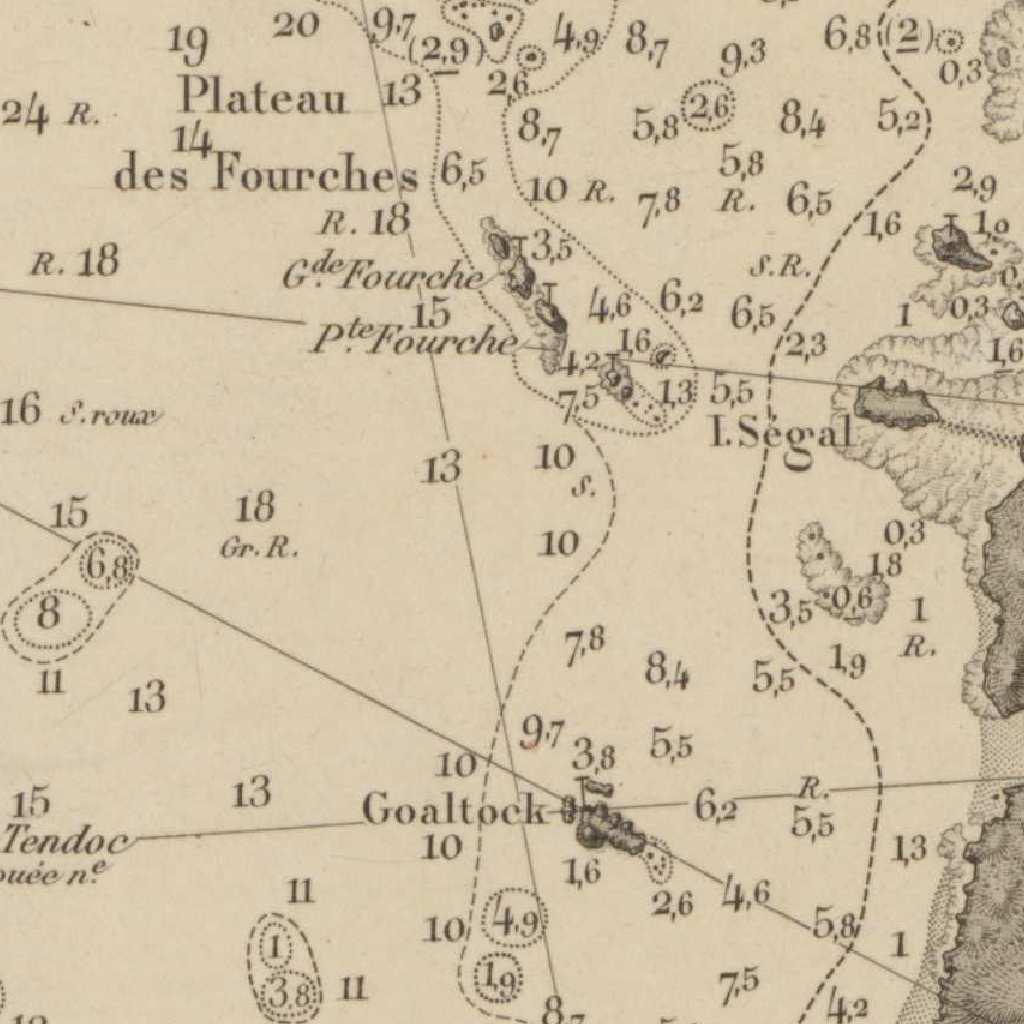 20 9,7 (2,9) 4,9 8,7 9,3 6,8 (2)
19 2,6 0,3
Plateau 13
24 R. 8,7 5,8 2,6 8,4 5,2
14
des Fourches 6,5 5,8
10 R. 7,8 R. 6,5 2,9
R. 18 1,6
R. 18 3,5 S.R.
G.de Fourche
15 4,6 6,2 6,5 1 0,3
P.te Fourche 1,6 2,3 1,6
4,2
16 S. roux 7,5 1,3 5,5
I. Ségal
13 10
S.
15 18
Gr. R. 10 0,3
6,8 18
8 3,5 0,6 1
R.
7,8 8,4 5,5 1,9
11 13
9,7 5,5
10 3,8
15 13 R.
Goaltock 6,2 5,5
Tendoc 10 1,3
ouée n.e 1,6
11 2,6 4,6
10 4,9 5,8
1 1
3,8 11 1,9 7,5
8,7 4,2